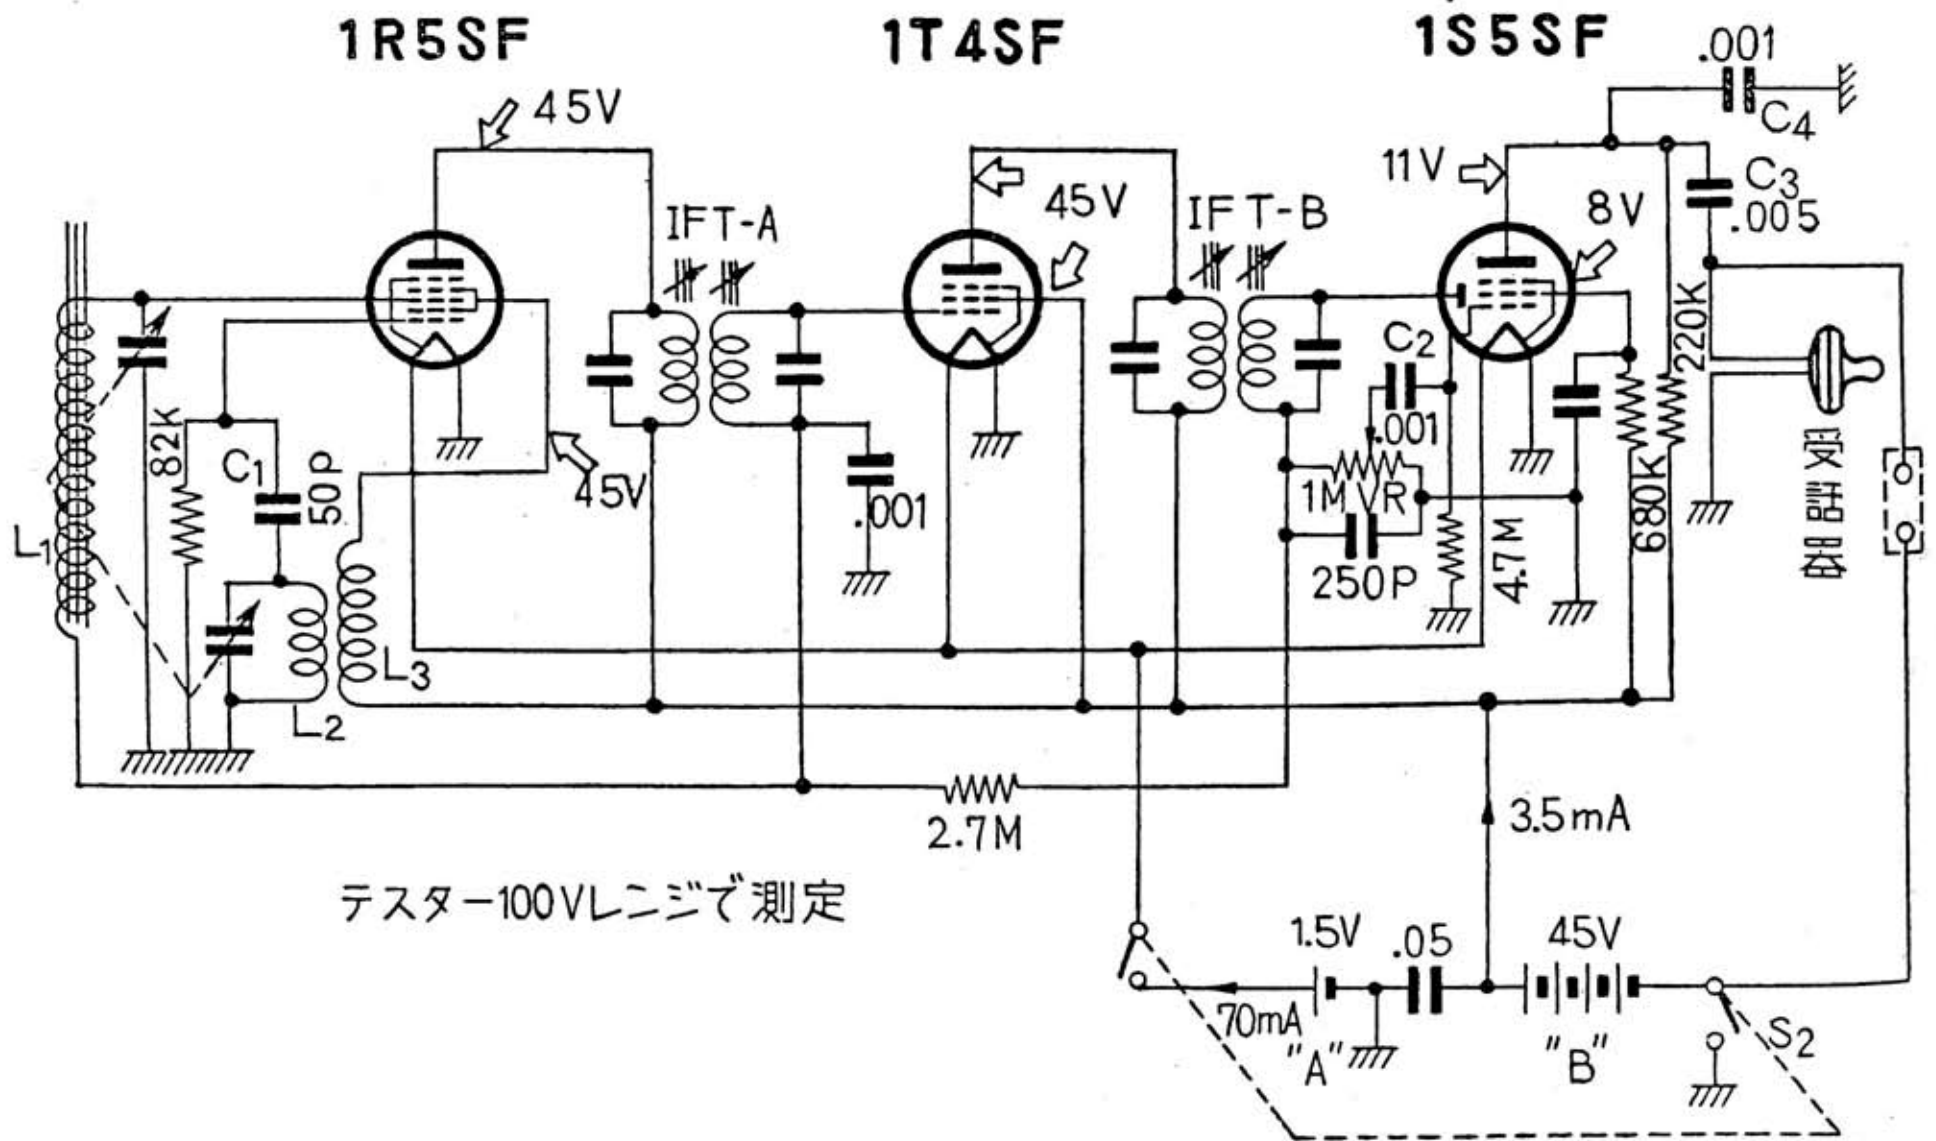 1R5SF
1T4SF
1S5SF
.001
C4
45V
11V
8V
C3
.005
IFT-A
45V
IFT-B
220K
C2
.001
82K
C1
50P
45V
.001
1M VR
250P
4.7M
680K
受話器
L1
L2
L3
2.7M
3.5mA
テスター100Vレンジで測定
1.5V
.05
45V
70mA
"A"
"B"
S2